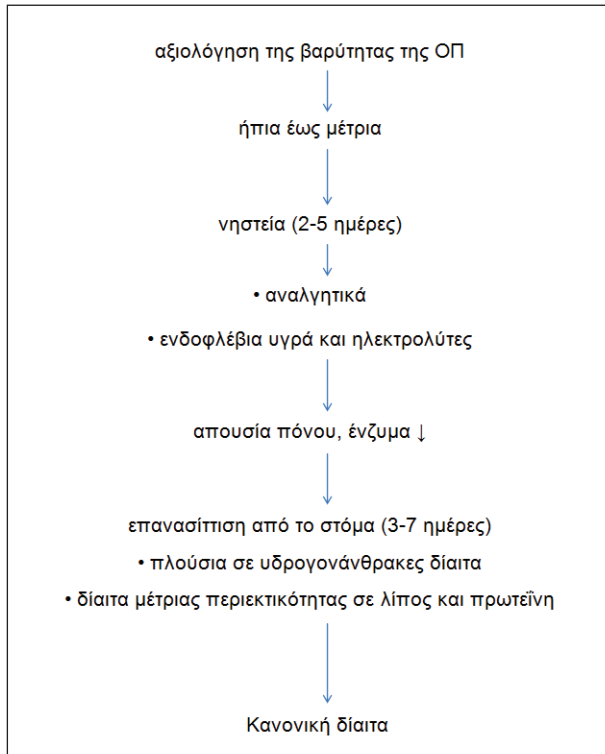 αξιολόγηση της βαρύτητας της ΟΠ
ήπια έως μέτρια
νηστεία (2-5 ημέρες)
• αναλγητικά
• ενδοφλέβια υγρά και ηλεκτρολύτες
απουσία πόνου, ένζυμα ↓
επανασίτιση από το στόμα (3-7 ημέρες)
• πλούσια σε υδρογονάνθρακες δίαιτα
• δίαιτα μέτριας περιεκτικότητας σε λίπος και πρωτεΐνη
Κανονική δίαιτα